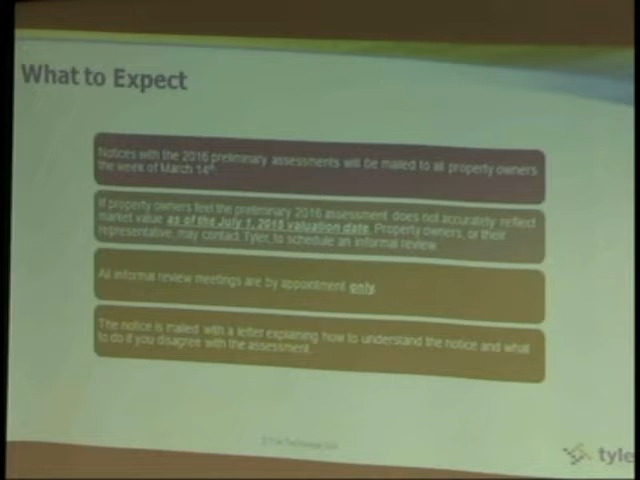 What to Expect
Notices with the 2016 preliminary assessments will be mailed to all property owners
the week of March 14th.
If property owners feel the preliminary 2016 assessment does not accurately reflect
market value as of the July 1, 2015 valuation date. Property owners, or their
representative, may contact Tyler, to schedule an informal review.
All informal review meetings are by appointment only.
The notice is mailed with a letter explaining how to understand the notice and what
to do if you disagree with the assessment.
tyle